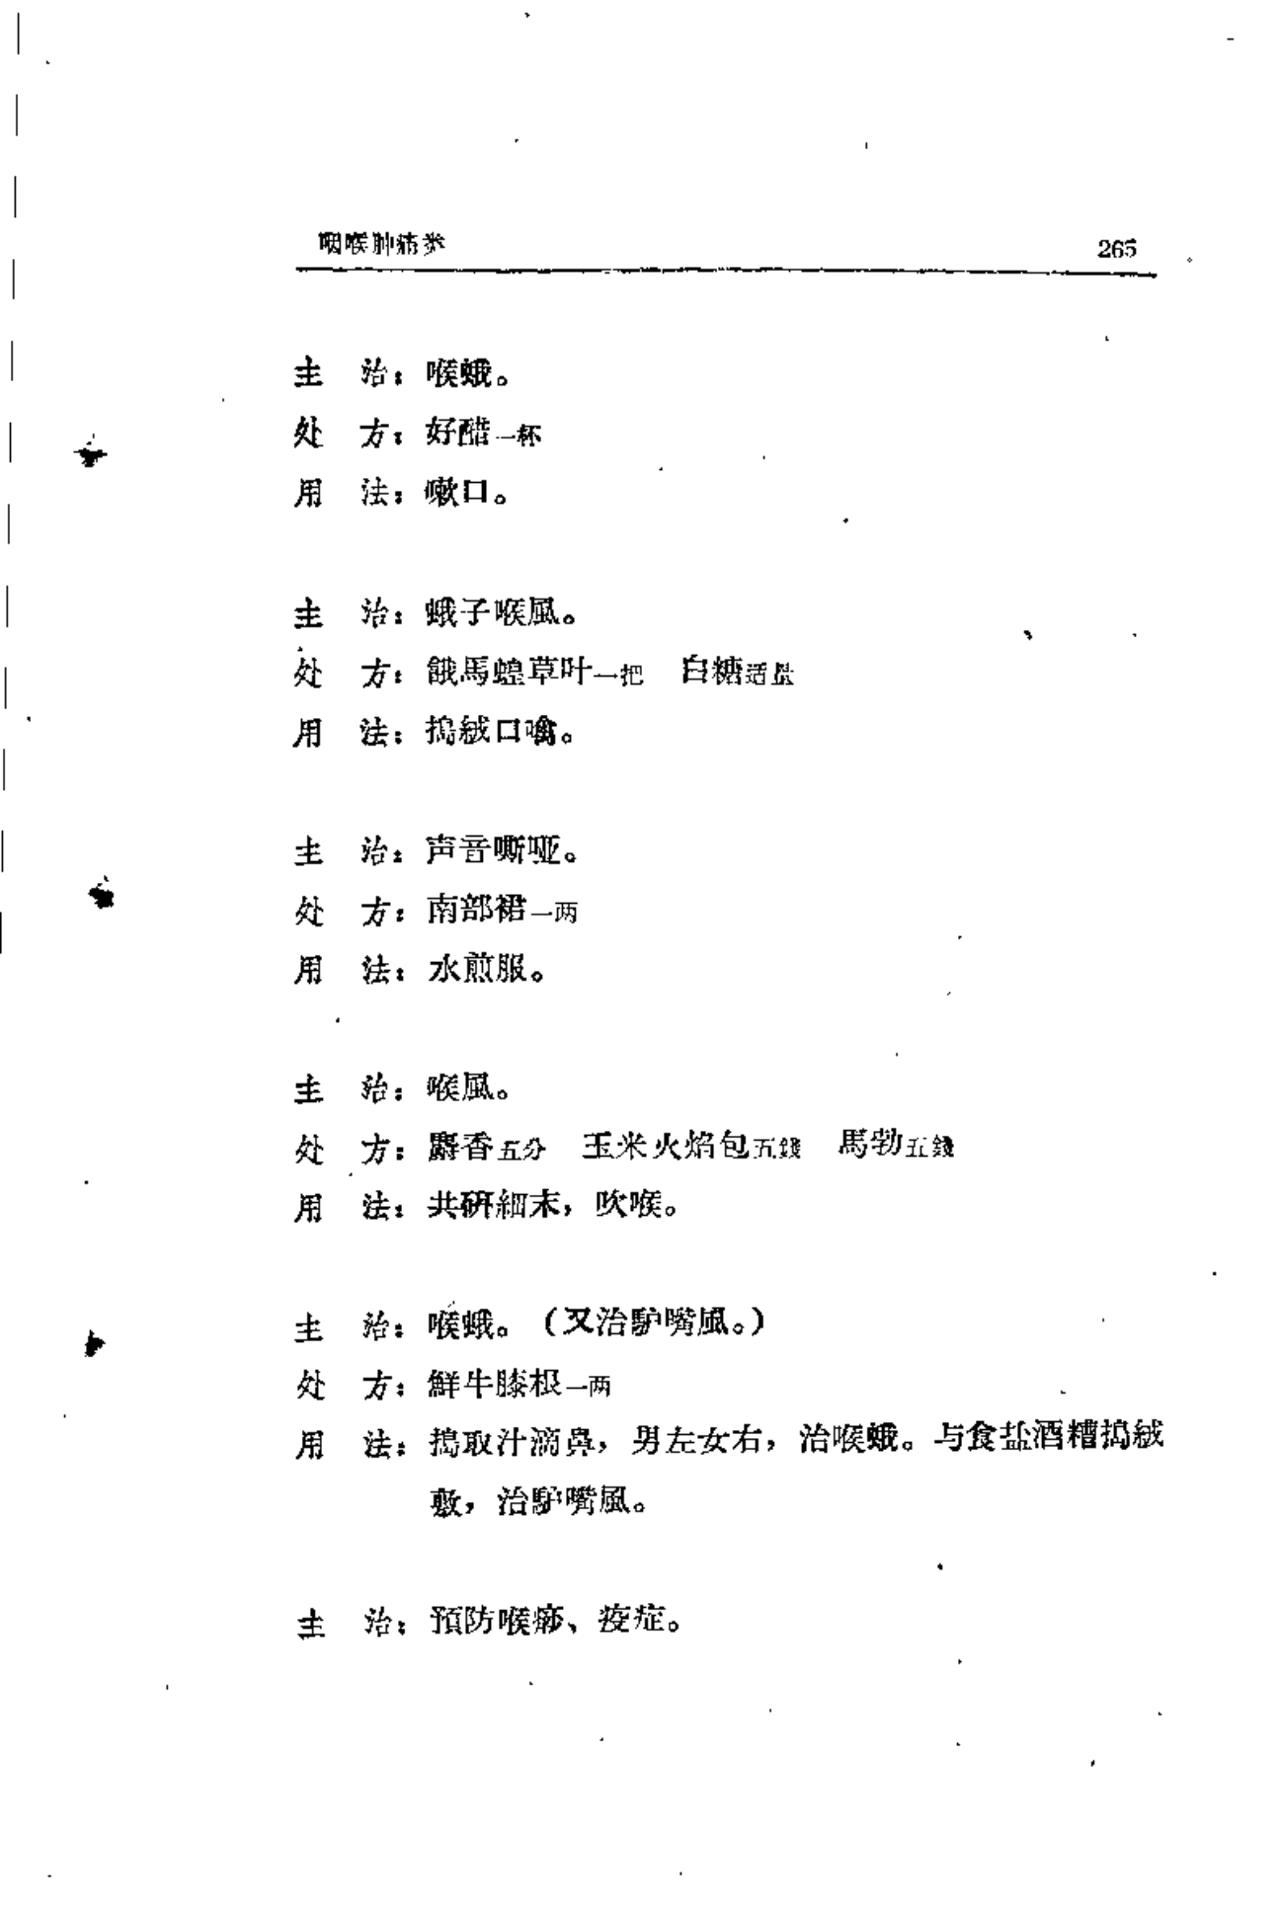 咽喉肿痛类 265
主 治：喉蛾。
处 方：好醋一杯
用 法：嗽口。
主 治：蛾子喉風。
处 方：餓馬蝗草叶一把 白糖适量
用 法：搗絨口噙。
主 治：声音嘶哑。
处 方：南部裙一两
用 法：水煎服。
主 治：喉風。
处 方：麝香五分 玉米火焰包五錢 馬勃五錢
用 法：共研細末，吹喉。
主 治：喉蛾。（又治驴嘴風。）
处 方：鮮牛膝根一两
用 法：搗取汁滴鼻，男左女右，治喉蛾。与食盐酒糟搗絨
敷，治驴嘴風。
主 治：預防喉痧、疫症。